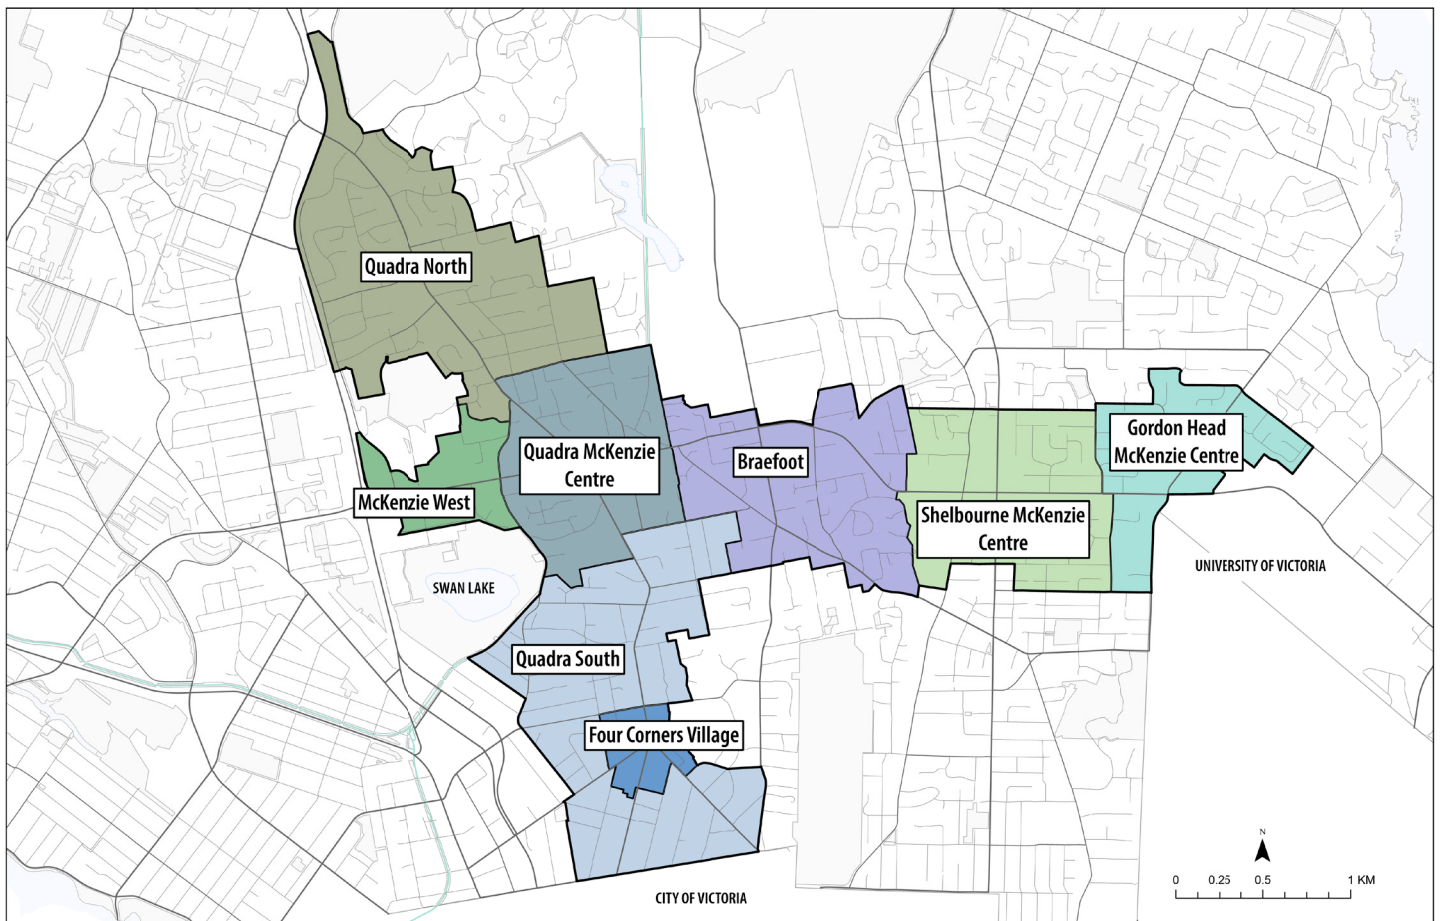 Quadra North
Quadra McKenzie
Centre
Braefoot
Gordon Head
McKenzie Centre
McKenzie West
Shelbourne McKenzie
Centre
UNIVERSITY OF VICTORIA
SWAN LAKE
Quadra South
Four Corners Village
CITY OF VICTORIA
N
0 0.25 0.5 1 KM